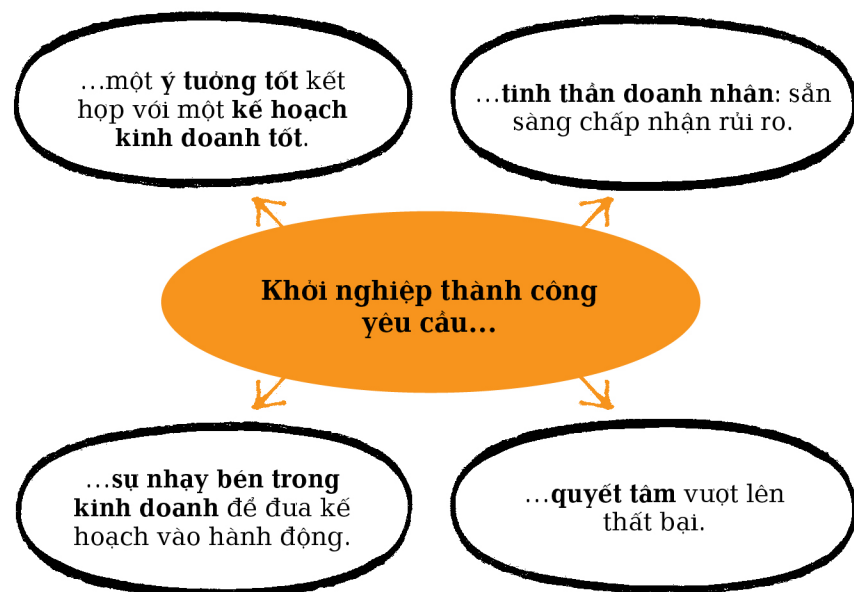 ...một ý tưởng tốt kết
hợp với một kế hoạch
kinh doanh tốt.
...tinh thần doanh nhân: sẵn
sàng chấp nhận rủi ro.
Khởi nghiệp thành công
yêu cầu...
...sự nhạy bén trong
kinh doanh để đưa kế
hoạch vào hành động.
...quyết tâm vượt lên
thất bại.